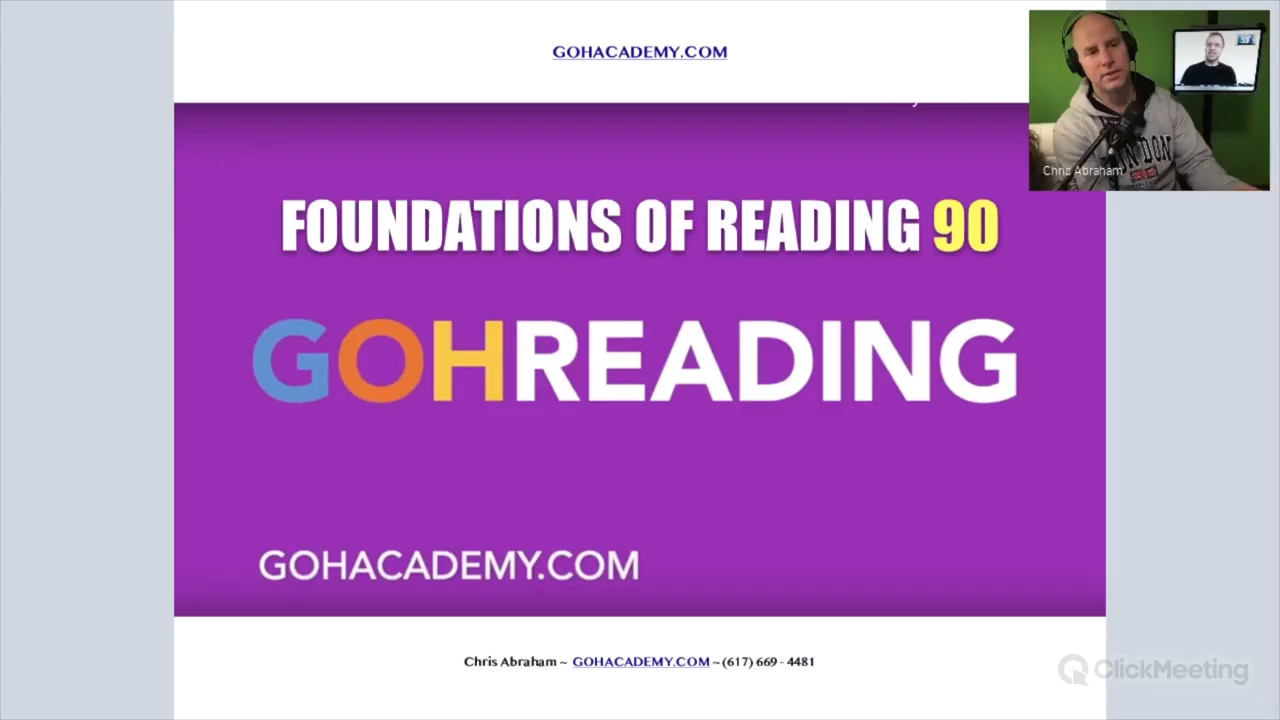 GOHACADEMY.COM
FOUNDATIONS OF READING 90
GOHREADING
GOHACADEMY.COM
Chris Abraham ~ GOHACADEMY.COM ~ (617) 669 - 4481
Chris Abraham
ClickMeeting